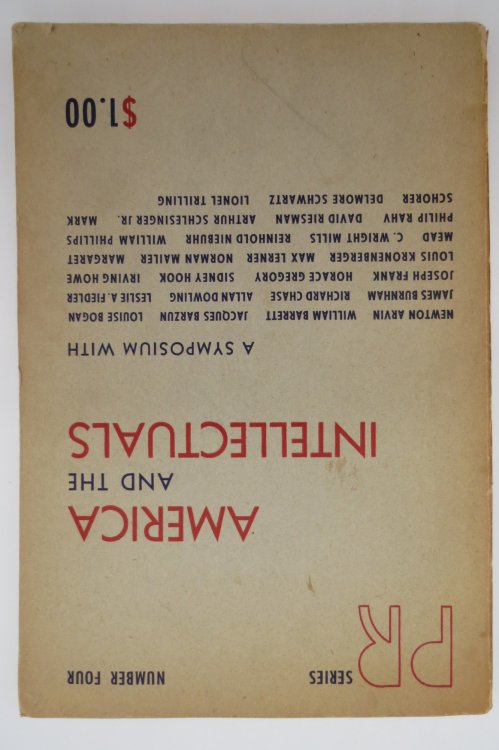 PR SERIES NUMBER FOUR
AMERICA
AND THE
INTELLECTUALS
A SYMPOSIUM WITH
NEWTON ARVIN WILLIAM BARRETT JACQUES BARZUN LOUISE BOGAN
JAMES BURNHAM RICHARD CHASE ALLAN DOWLING LESLIE A. FIEDLER
JOSEPH FRANK HORACE GREGORY SIDNEY HOOK IRVING HOWE
LOUIS KRONENBERGER MAX LERNER NORMAN MAILER MARGARET
MEAD C. WRIGHT MILLS REINHOLD NIEBUHR WILLIAM PHILLIPS
PHILIP RAHV DAVID RIESMAN ARTHUR SCHLESINGER JR. MARK
SCHORER DELMORE SCHWARTZ LIONEL TRILLING
$1.00